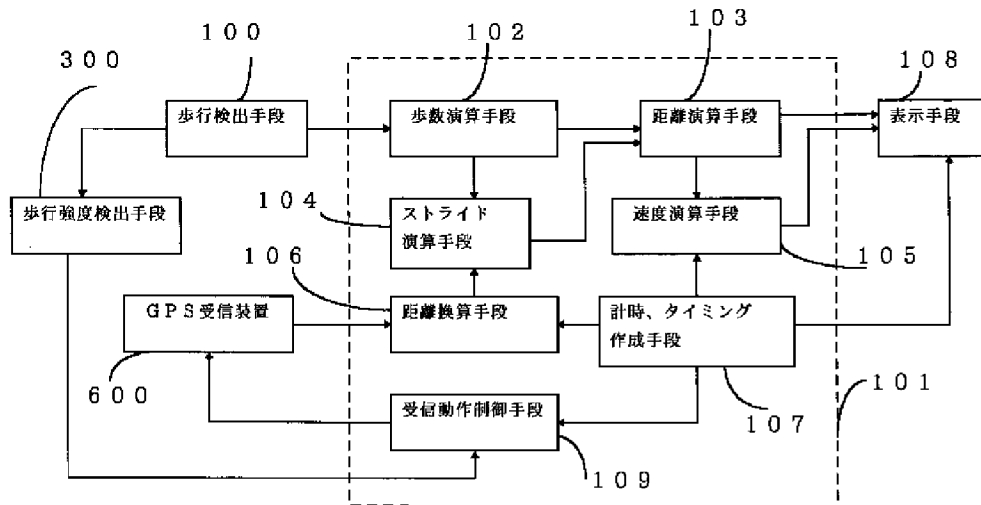 １００
１０２
１０３
３００
１０８
歩行検出手段
歩数演算手段
距離演算手段
表示手段
歩行強度検出手段
１０４
ストライド
演算手段
速度演算手段
１０５
１０６
ＧＰＳ受信装置
距離換算手段
計時、タイミング
作成手段
６００
１０１
受信動作制御手段
１０７
１０９